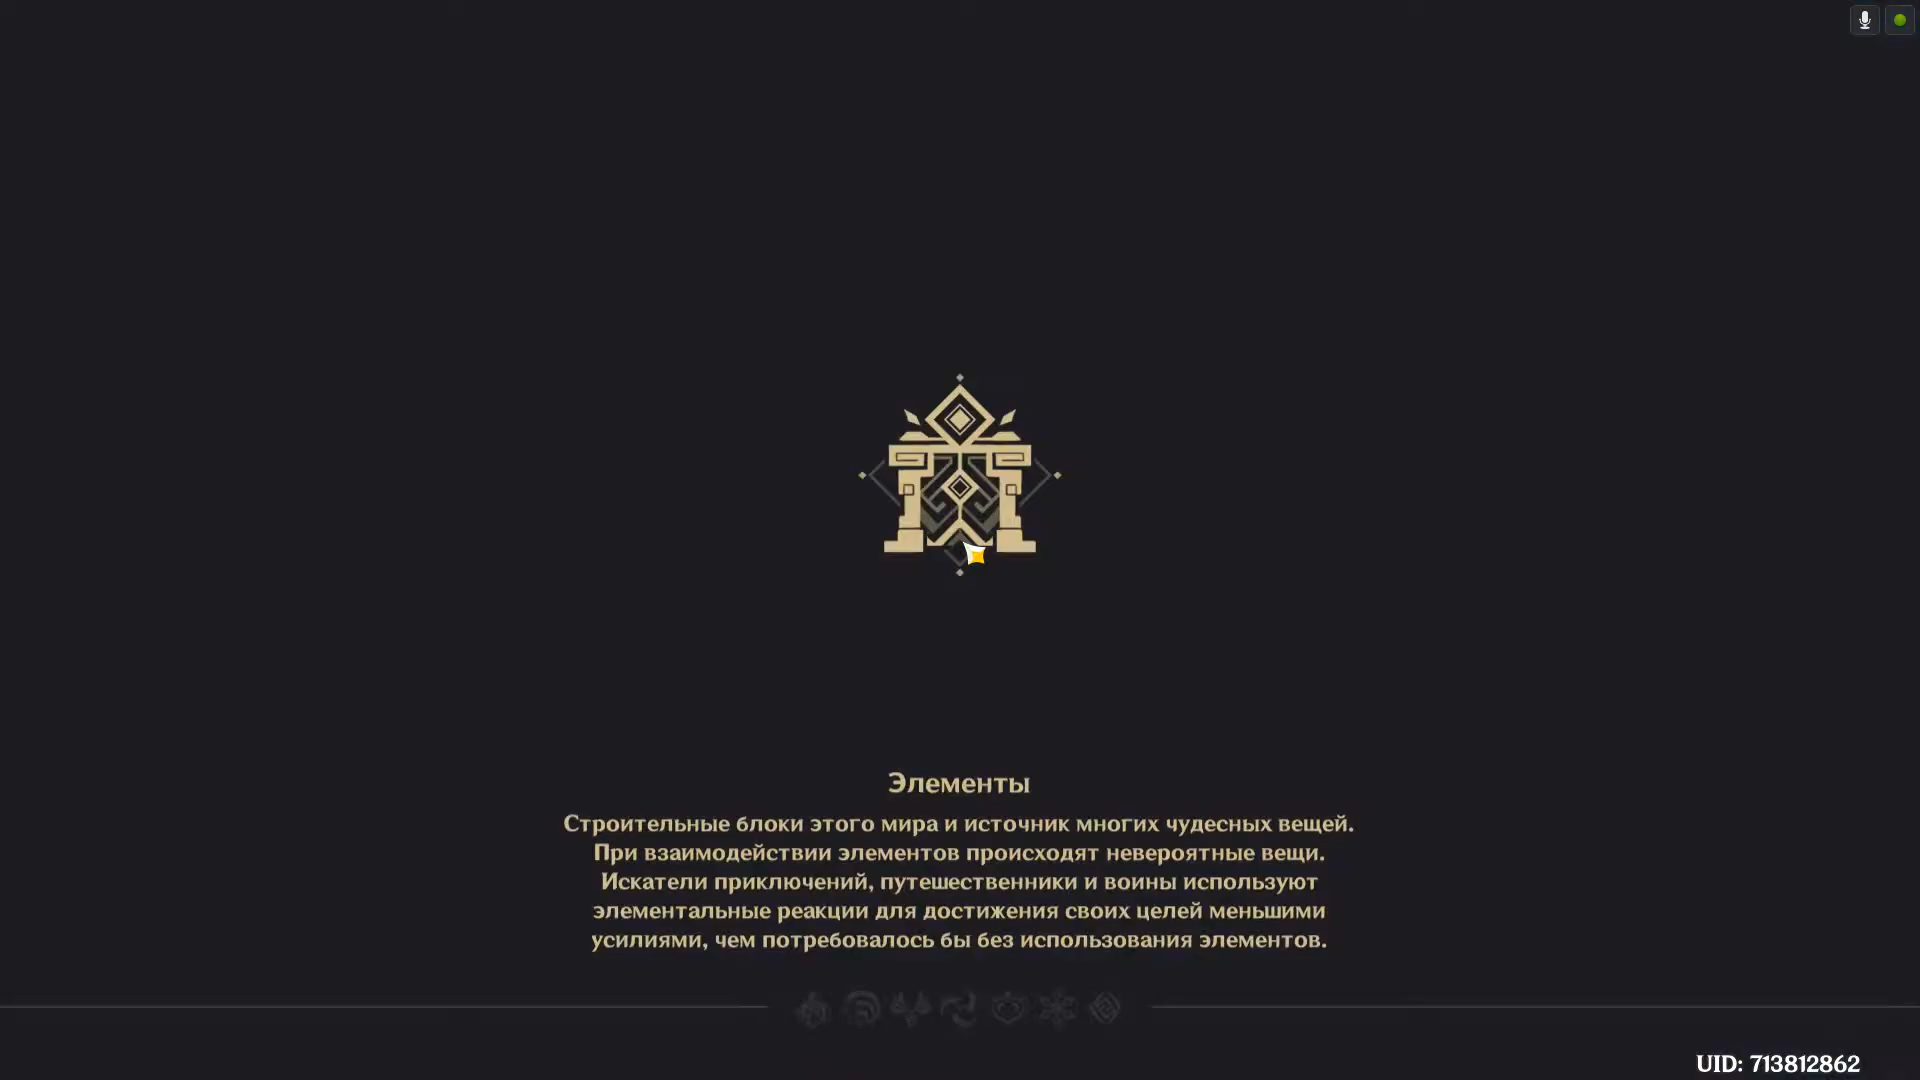 Элементы
Строительные блоки этого мира и источник многих чудесных вещей.
При взаимодействии элементов происходят невероятные вещи.
Искатели приключений, путешественники и воины используют
элементальные реакции для достижения своих целей меньшими
усилиями, чем потребовалось бы без использования элементов.
UID: 713812862